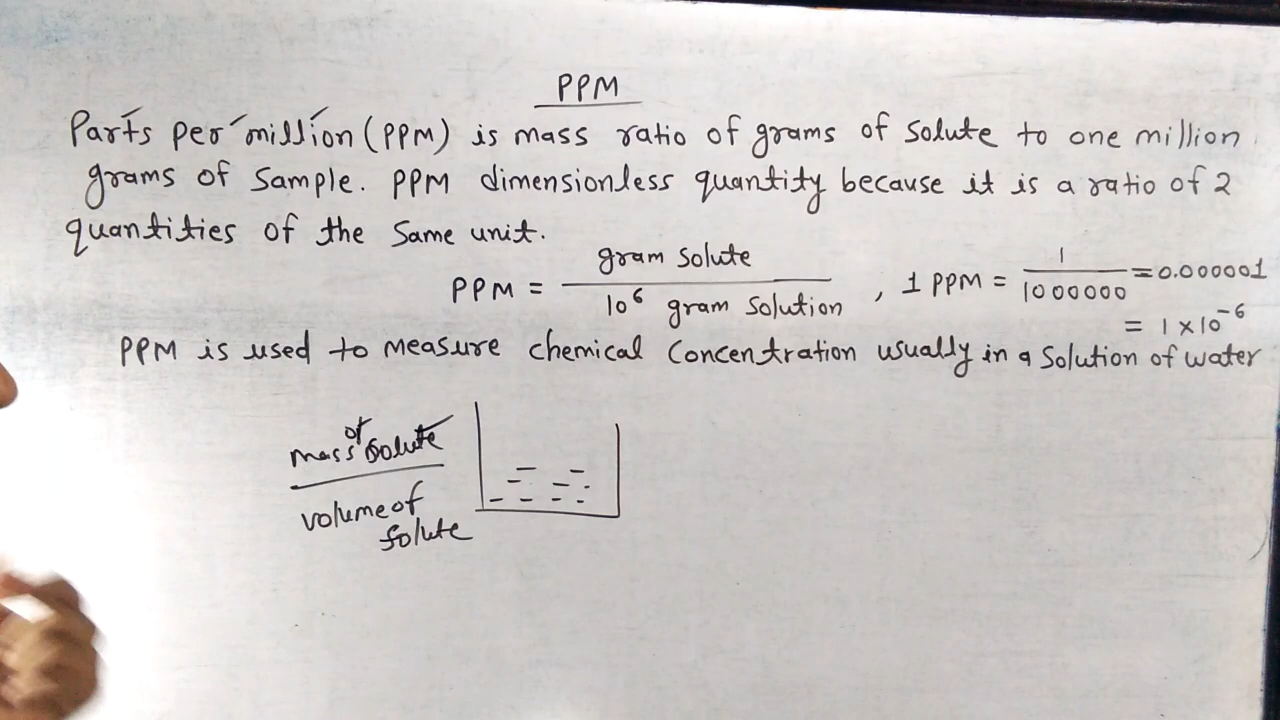 PPM
Parts per million (PPM) is mass ratio of grams of solute to one million
grams of sample. PPM dimensionless quantity because it is a ratio of 2
quantities of the same unit.
PPM = gram solute / 10⁶ gram solution , 1 PPM = 1 / 1000000 = 0.000001
= 1 × 10⁻⁶
PPM is used to measure chemical concentration usually in a solution of water
mass of solute
volume of
solute